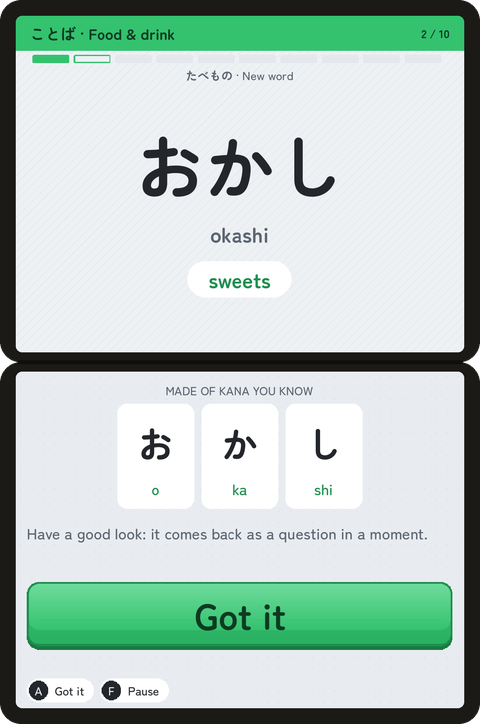 ことば · Food & drink
2 / 10
たべもの · New word
おかし
okashi
sweets
MADE OF KANA YOU KNOW
お か し
o ka shi
Have a good look: it comes back as a question in a moment.
Got it
A Got it F Pause